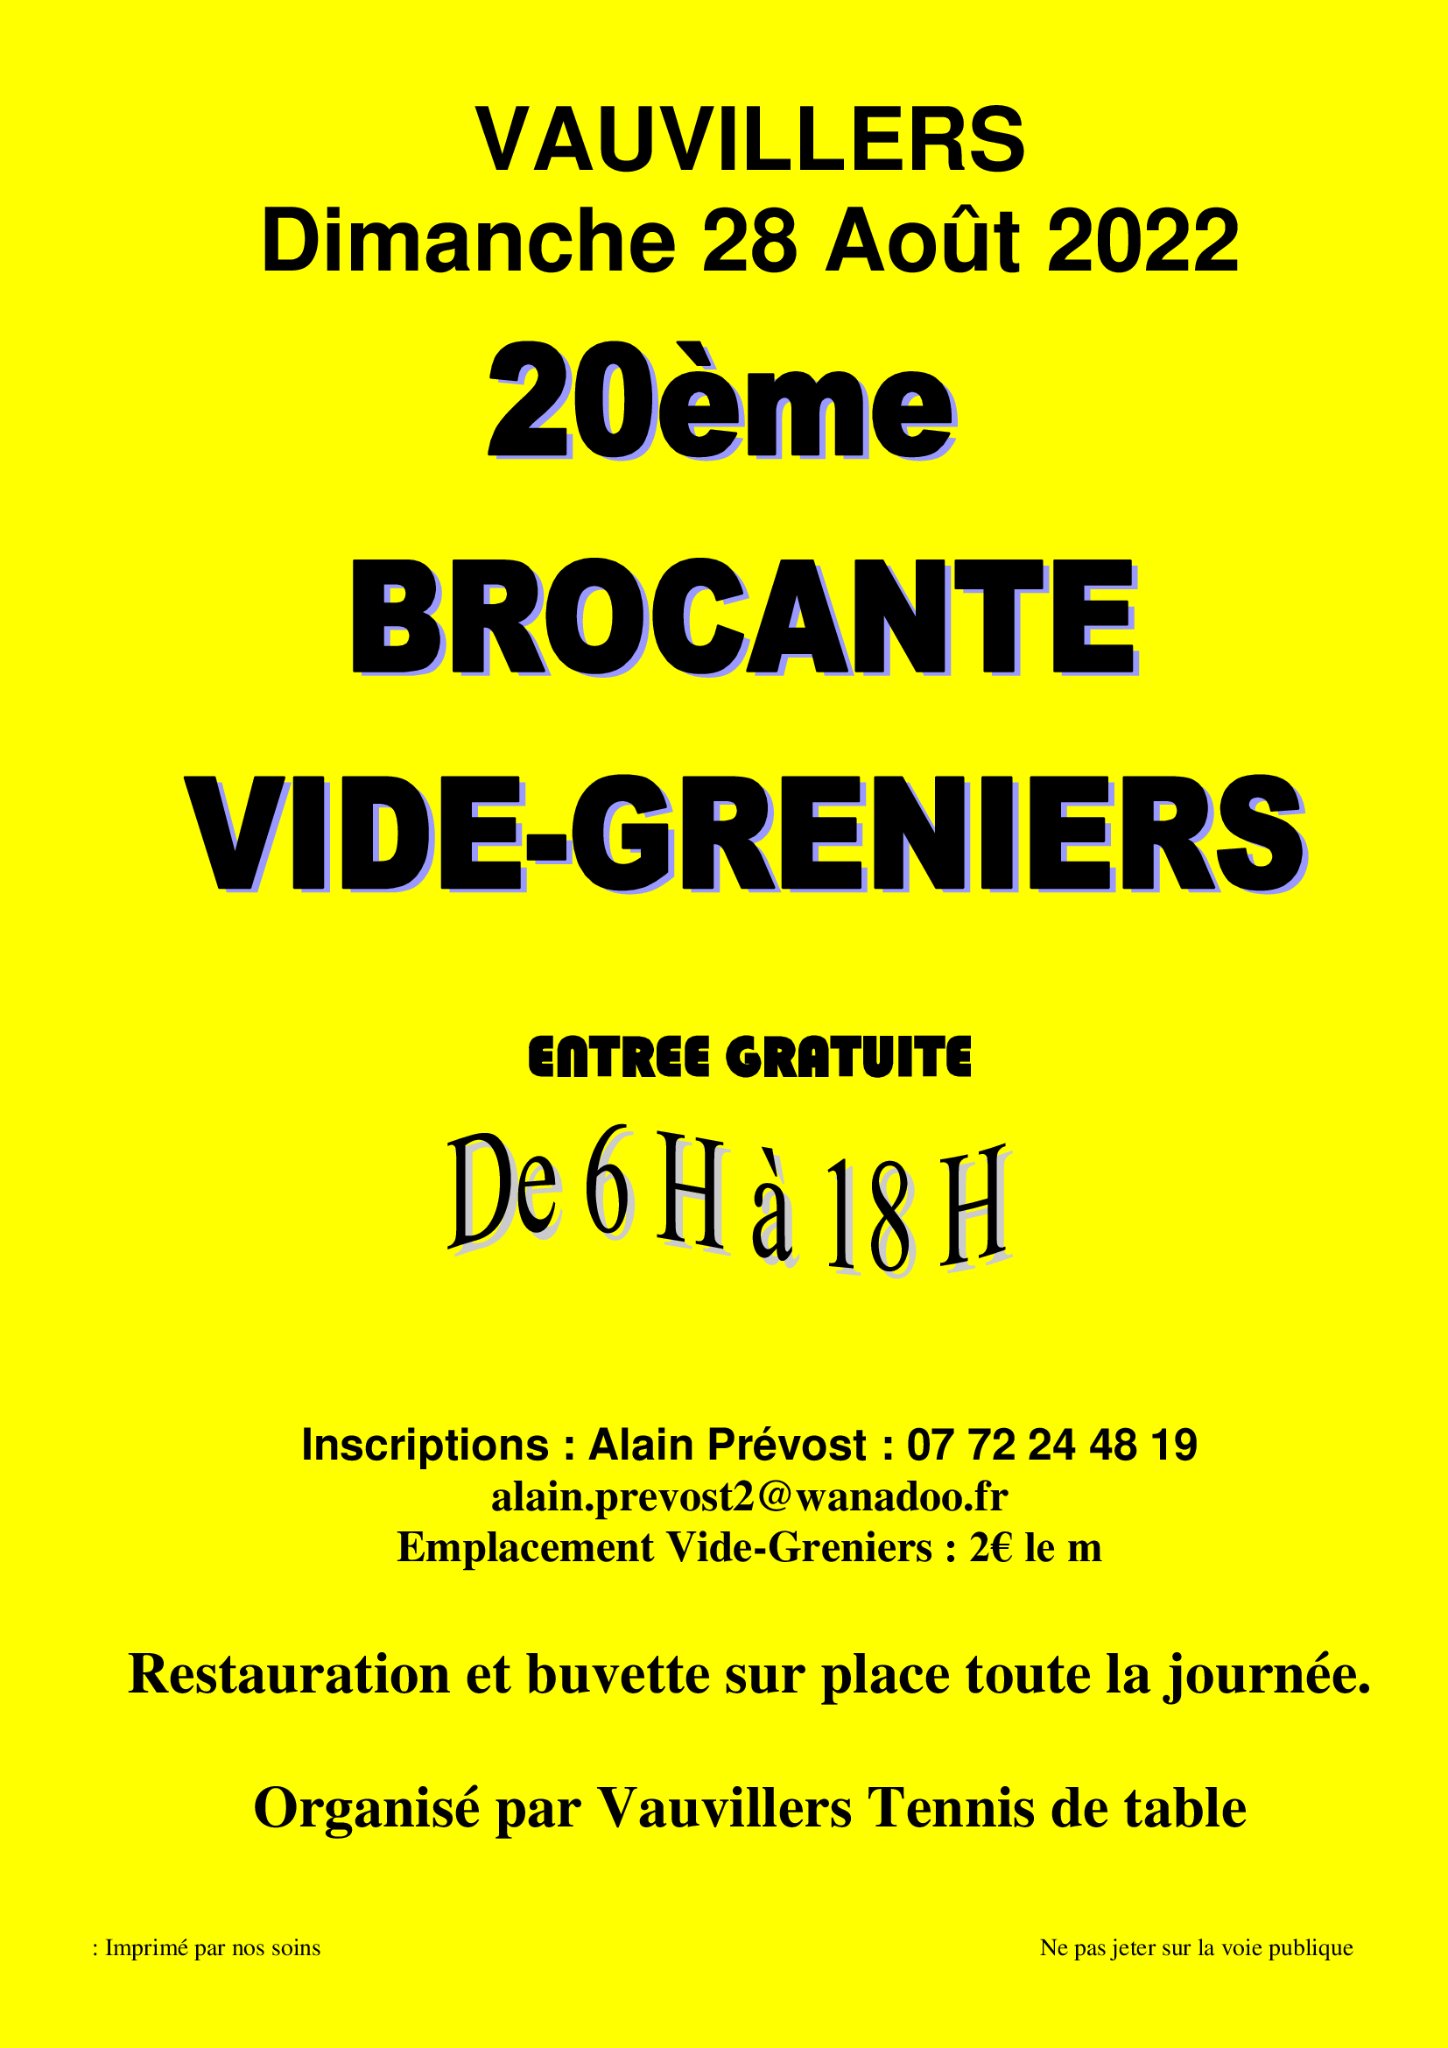 VAUVILLERS
Dimanche 28 Août 2022
20ème
BROCANTE
VIDE-GRENIERS
ENTREE GRATUITE
De 6 H à 18 H
Inscriptions : Alain Prévost : 07 72 24 48 19
alain.prevost2@wanadoo.fr
Emplacement Vide-Greniers : 2€ le m
Restauration et buvette sur place toute la journée.
Organisé par Vauvillers Tennis de table
: Imprimé par nos soins
Ne pas jeter sur la voie publique